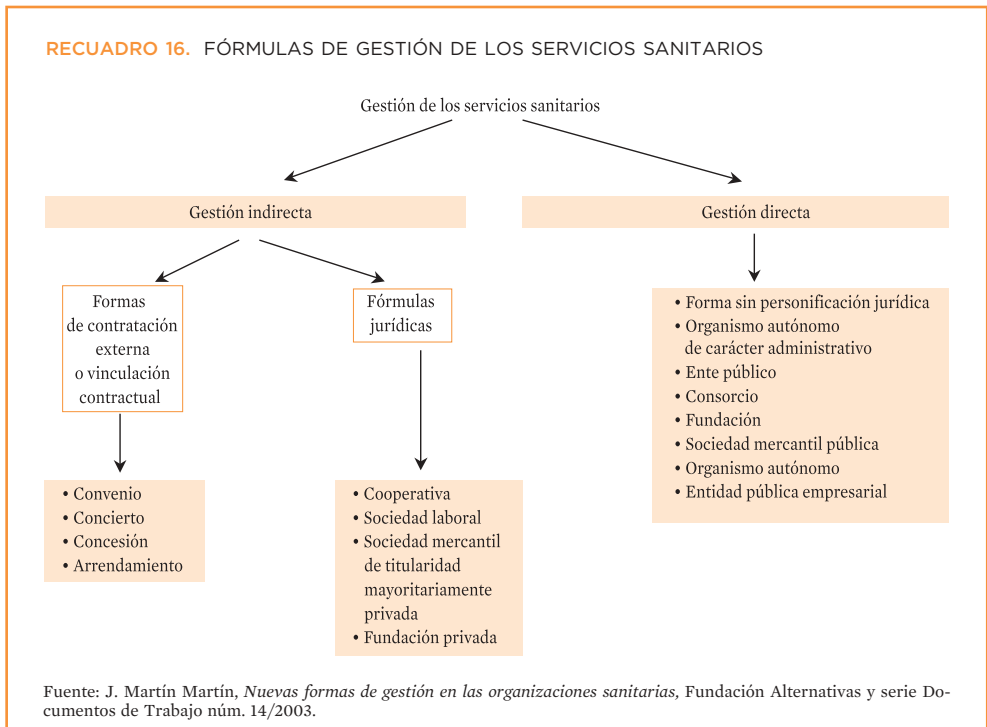 RECUADRO 16. FÓRMULAS DE GESTIÓN DE LOS SERVICIOS SANITARIOS
Gestión de los servicios sanitarios
Gestión indirecta
Gestión directa
Formas
de contratación
externa
o vinculación
contractual
Fórmulas
jurídicas
• Convenio
• Concierto
• Concesión
• Arrendamiento
• Cooperativa
• Sociedad laboral
• Sociedad mercantil
de titularidad
mayoritariamente
privada
• Fundación privada
• Forma sin personificación jurídica
• Organismo autónomo
de carácter administrativo
• Ente público
• Consorcio
• Fundación
• Sociedad mercantil pública
• Organismo autónomo
• Entidad pública empresarial
Fuente: J. Martín Martín, Nuevas formas de gestión en las organizaciones sanitarias, Fundación Alternativas y serie Do-
cumentos de Trabajo núm. 14/2003.